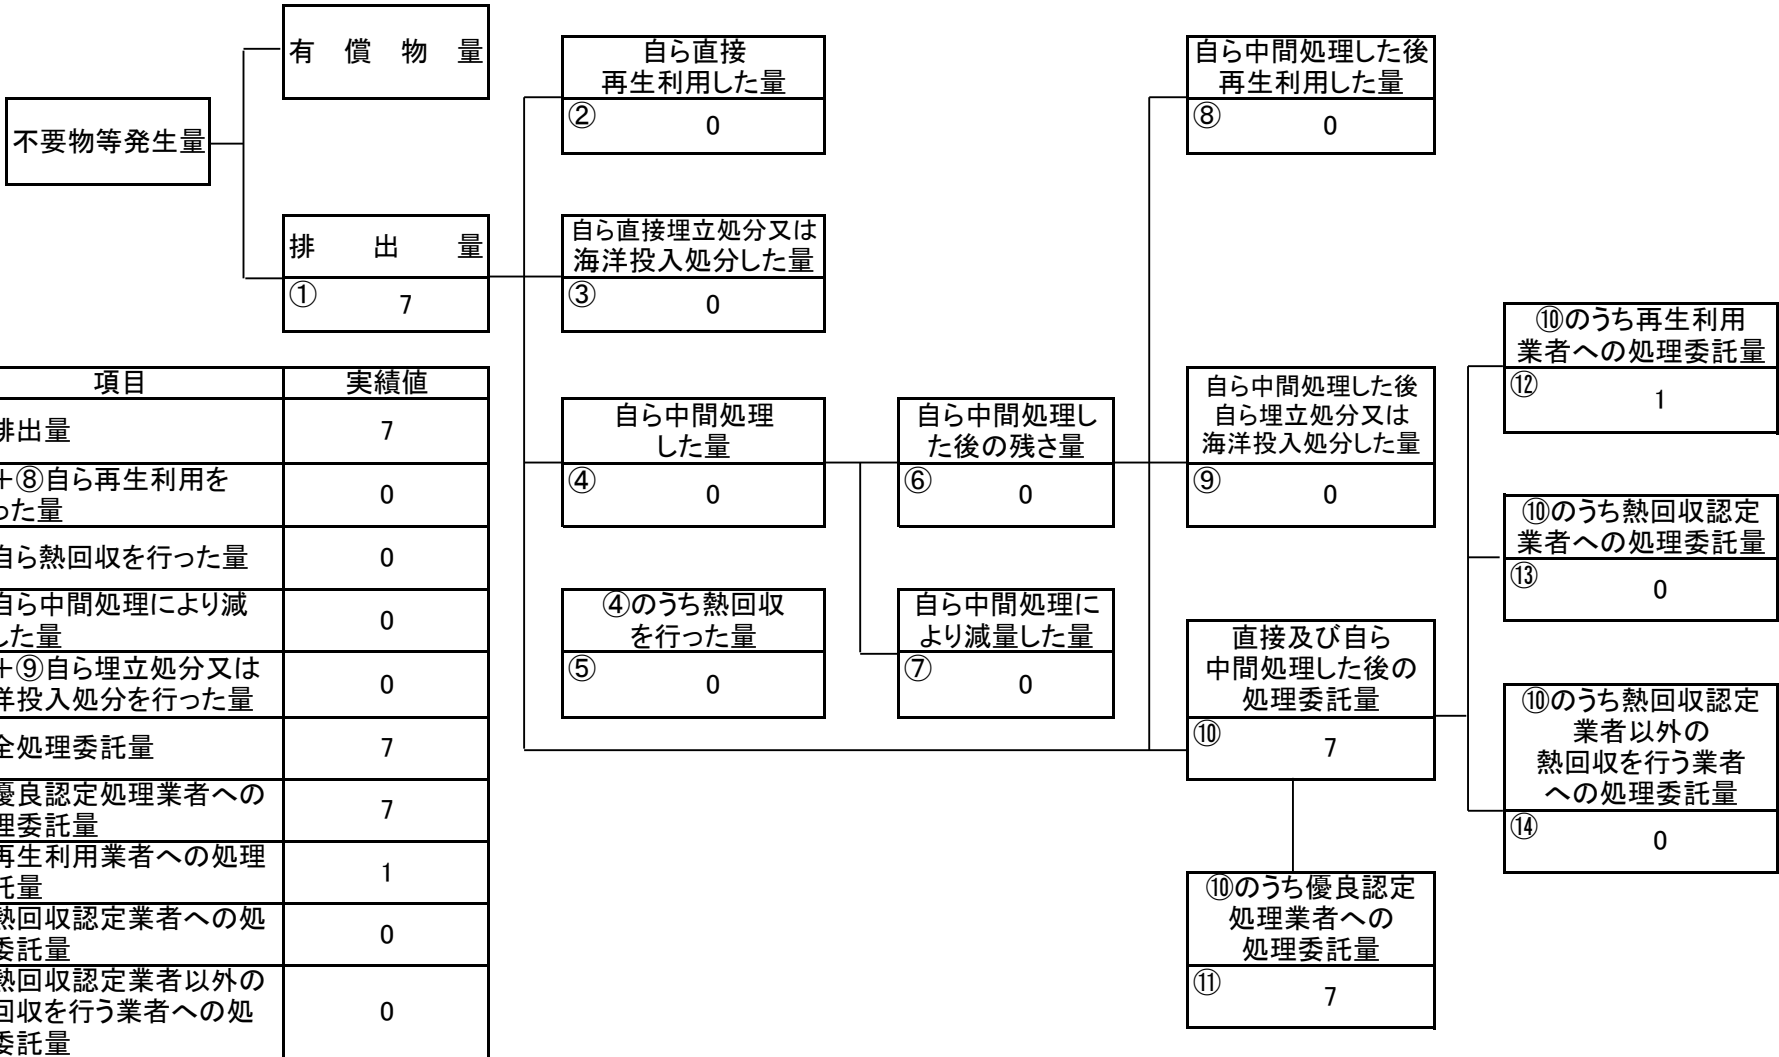 有 償 物 量
不要物等発生量
排 出 量
① 7
自ら直接
再生利用した量
② 0
自ら直接埋立処分又は
海洋投入処分した量
③ 0
自ら中間処理
した量
④ 0
④のうち熱回収
を行った量
⑤ 0
自ら中間処理し
た後の残さ量
⑥ 0
自ら中間処理に
より減量した量
⑦ 0
自ら中間処理した後
再生利用した量
⑧ 0
自ら中間処理した後
自ら埋立処分又は
海洋投入処分した量
⑨ 0
直接及び自ら
中間処理した後の
処理委託量
⑩ 7
⑩のうち優良認定
処理業者への
処理委託量
⑪ 7
⑩のうち再生利用
業者への処理委託量
⑫ 1
⑩のうち熱回収認定
業者への処理委託量
⑬ 0
⑩のうち熱回収認定
業者以外の
熱回収を行う業者
への処理委託量
⑭ 0
項目 実績値
排出量 7
+⑧自ら再生利用を
った量 0
自ら熱回収を行った量 0
自ら中間処理により減
した量 0
+⑨自ら埋立処分又は
洋投入処分を行った量 0
全処理委託量 7
優良認定処理業者への
理委託量 7
再生利用業者への処理
託量 1
熱回収認定業者への処
委託量 0
熱回収認定業者以外の
回収を行う業者への処
委託量 0